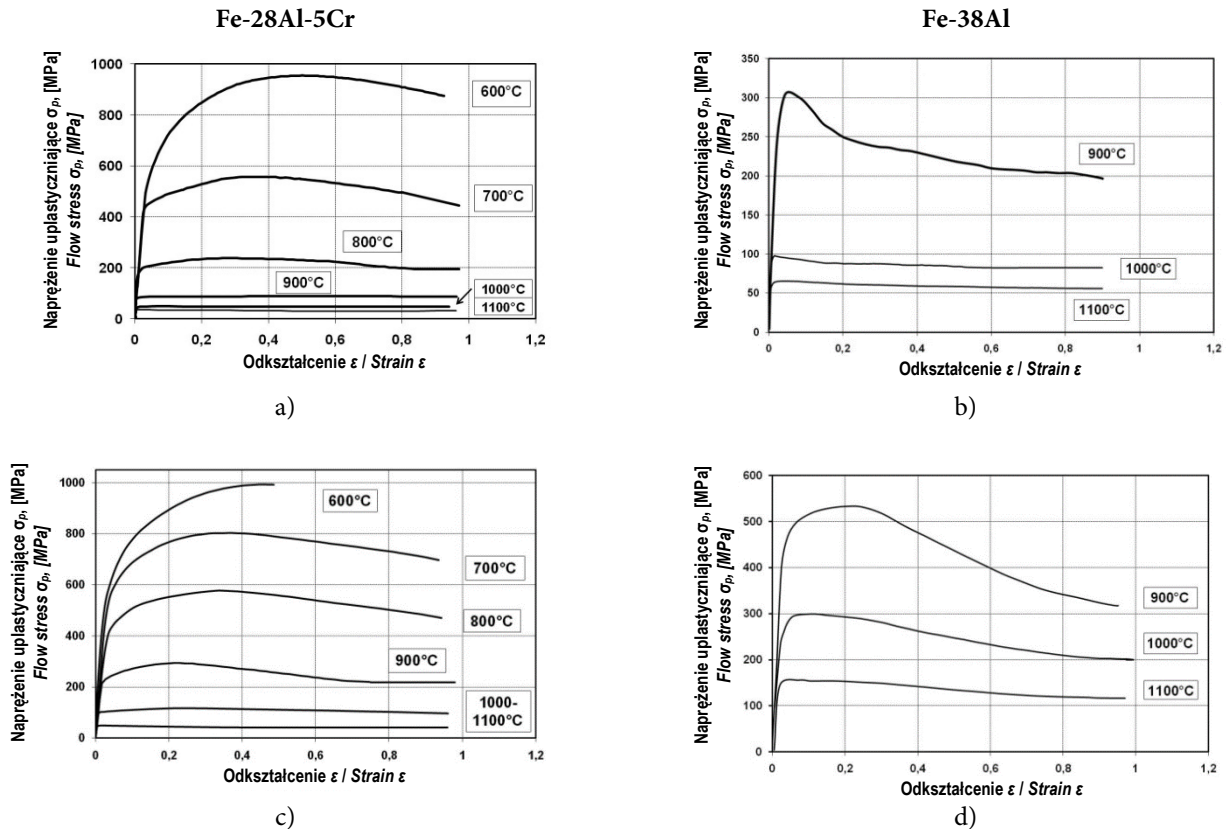 Fe-28Al-5Cr
Naprężenie uplastyczniające σp, [MPa]
Flow stress σp, [MPa]
1000
800
600
400
200
0
0
0,2
0,4
0,6
0,8
1
1,2
600°C
700°C
800°C
900°C
1000°C
1100°C
Odkształcenie ε / Strain ε
a)
Fe-38Al
Naprężenie uplastyczniające σp, [MPa]
Flow stress σp, [MPa]
350
300
250
200
150
100
50
0
0
0,2
0,4
0,6
0,8
1
1,2
900°C
1000°C
1100°C
Odkształcenie ε / Strain ε
b)
Naprężenie uplastyczniające σp, [MPa]
Flow stress σp, [MPa]
1000
800
600
400
200
0
0
0,2
0,4
0,6
0,8
1
1,2
600°C
700°C
800°C
900°C
1000-
1100°C
Odkształcenie ε / Strain ε
c)
Naprężenie uplastyczniające σp, [MPa]
Flow stress σp, [MPa]
600
500
400
300
200
100
0
0
0,2
0,4
0,6
0,8
1
1,2
900°C
1000°C
1100°C
Odkształcenie ε / Strain ε
d)